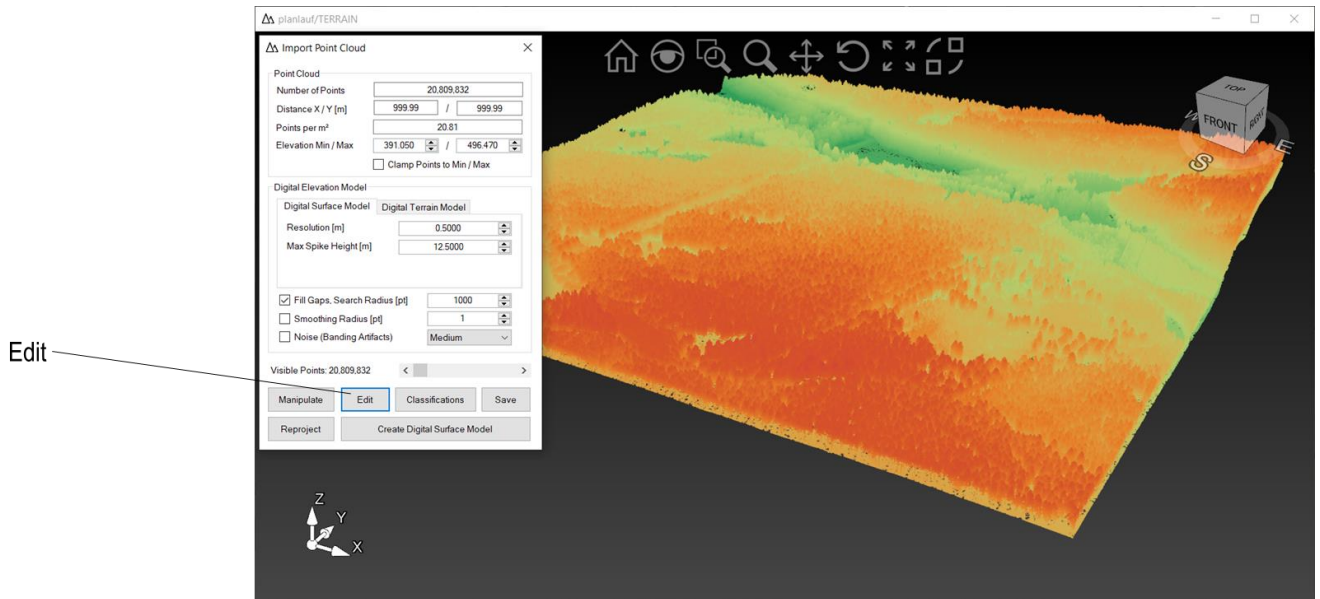 planlauf/TERRAIN
Import Point Cloud
Point Cloud
Number of Points 20,809,832
Distance X / Y [m] 999.99 / 999.99
Points per m² 20.81
Elevation Min / Max 391.050 / 496.470
Clamp Points to Min / Max
Digital Elevation Model
Digital Surface Model Digital Terrain Model
Resolution [m] 0.5000
Max Spike Height [m] 12.5000
Fill Gaps, Search Radius [pt] 1000
Smoothing Radius [pt] 1
Noise (Banding Artifacts) Medium
Visible Points: 20,809,832
Manipulate Edit Classifications Save
Reproject Create Digital Surface Model
Edit
TOP
FRONT RIGHT
W
S
E
Z
Y
X